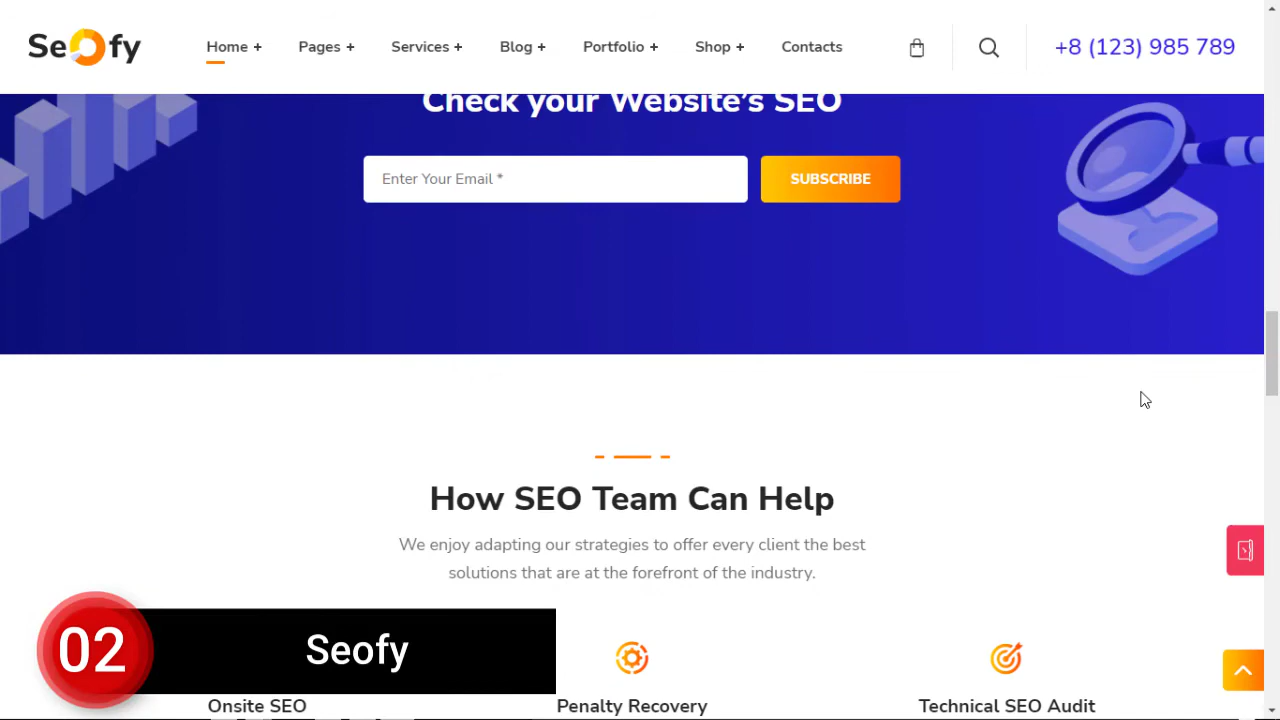 Seofy
Home +
Pages +
Services +
Blog +
Portfolio +
Shop +
Contacts
+8 (123) 985 789
Check your Website's SEO
Enter Your Email *
SUBSCRIBE
How SEO Team Can Help
We enjoy adapting our strategies to offer every client the best
solutions that are at the forefront of the industry.
02
Seofy
Onsite SEO
Penalty Recovery
Technical SEO Audit